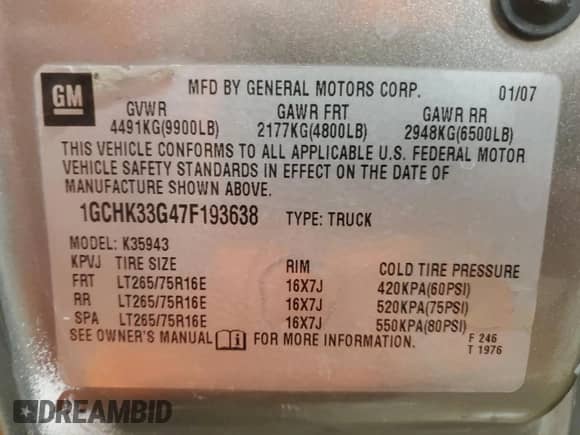 GM
MFD BY GENERAL MOTORS CORP. 01/07
GVWR GAWR FRT GAWR RR
4491KG(9900LB) 2177KG(4800LB) 2948KG(6500LB)
THIS VEHICLE CONFORMS TO ALL APPLICABLE U.S. FEDERAL MOTOR
VEHICLE SAFETY STANDARDS IN EFFECT ON THE DATE OF
MANUFACTURE SHOWN ABOVE.
1GCHK33G47F193638 TYPE: TRUCK
MODEL: K35943
KPVJ TIRE SIZE RIM COLD TIRE PRESSURE
FRT LT265/75R16E 16X7J 420KPA(60PSI)
RR LT265/75R16E 16X7J 520KPA(75PSI)
SPA LT265/75R16E 16X7J 550KPA(80PSI)
SEE OWNER'S MANUAL i FOR MORE INFORMATION. F 246
T 1976
DREAMBID